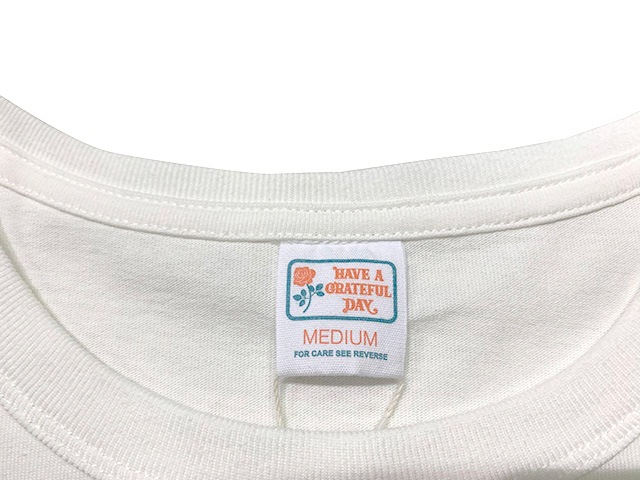 HAVE A
GRATEFUL
DAY
MEDIUM
FOR CARE SEE REVERSE